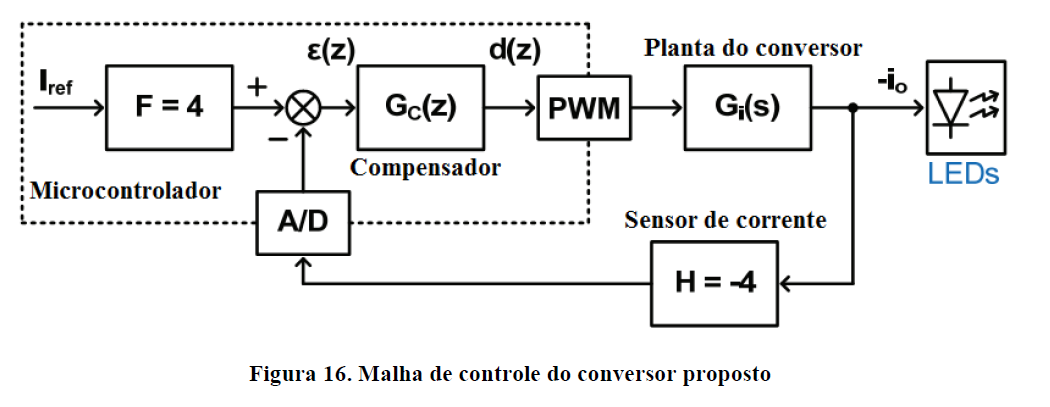 Planta do conversor
ε(z)
d(z)
-io
Iref
+
F = 4
GC(z)
PWM
Gi(s)
−
Compensador
LEDs
Microcontrolador
A/D
Sensor de corrente
H = -4
Figura 16. Malha de controle do conversor proposto